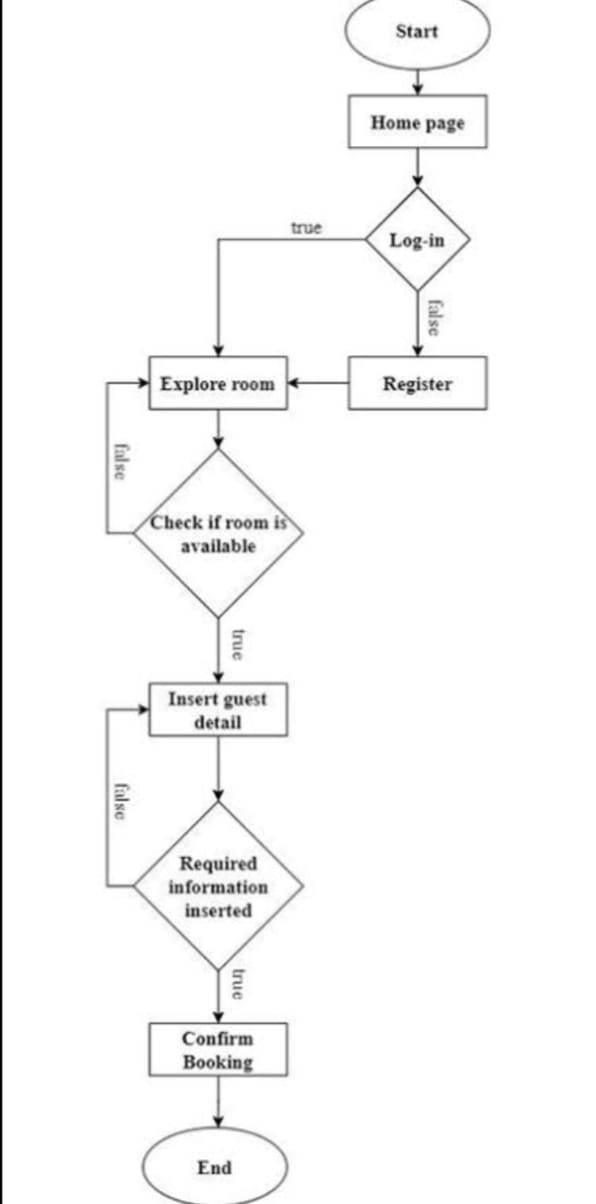 Start
Home page
Log-in
true
false
Explore room
Register
false
Check if room is
available
true
Insert guest
detail
false
Required
information
inserted
true
Confirm
Booking
End